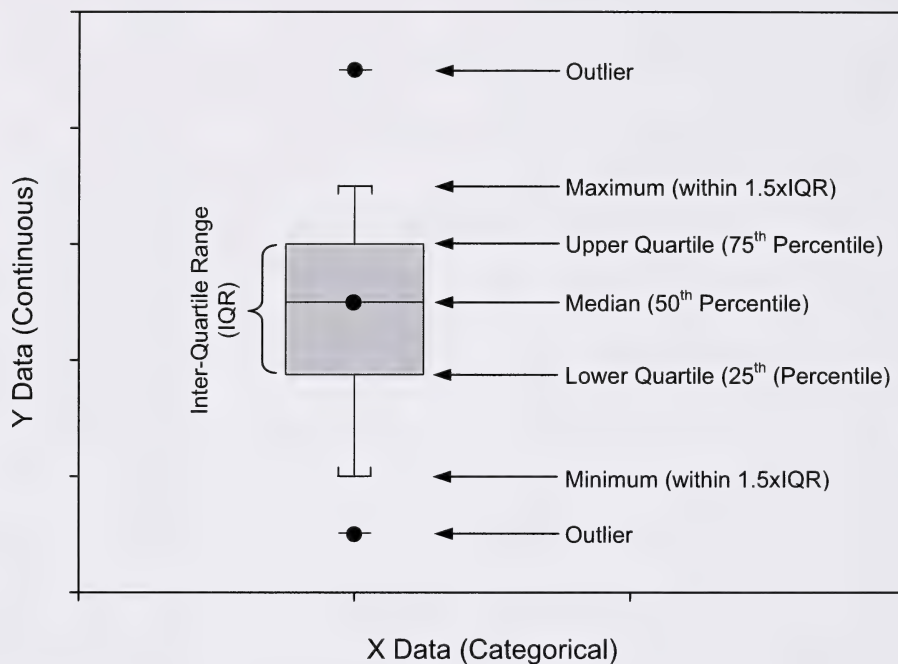 Outlier
Maximum (within 1.5xIQR)
Upper Quartile (75th Percentile)
Median (50th Percentile)
Lower Quartile (25th (Percentile)
Minimum (within 1.5xIQR)
Outlier
Inter-Quartile Range
(IQR)
Y Data (Continuous)
X Data (Categorical)